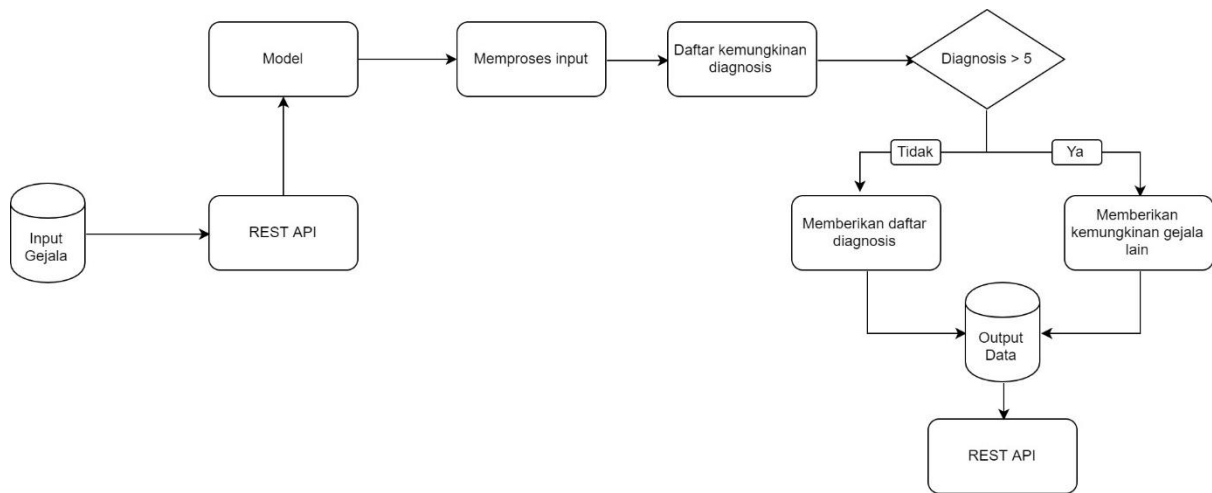 Model
Memproses input
Daftar kemungkinan
diagnosis
Diagnosis > 5
Tidak
Ya
Input
Gejala
REST API
Memberikan daftar
diagnosis
Memberikan
kemungkinan gejala
lain
Output
Data
REST API